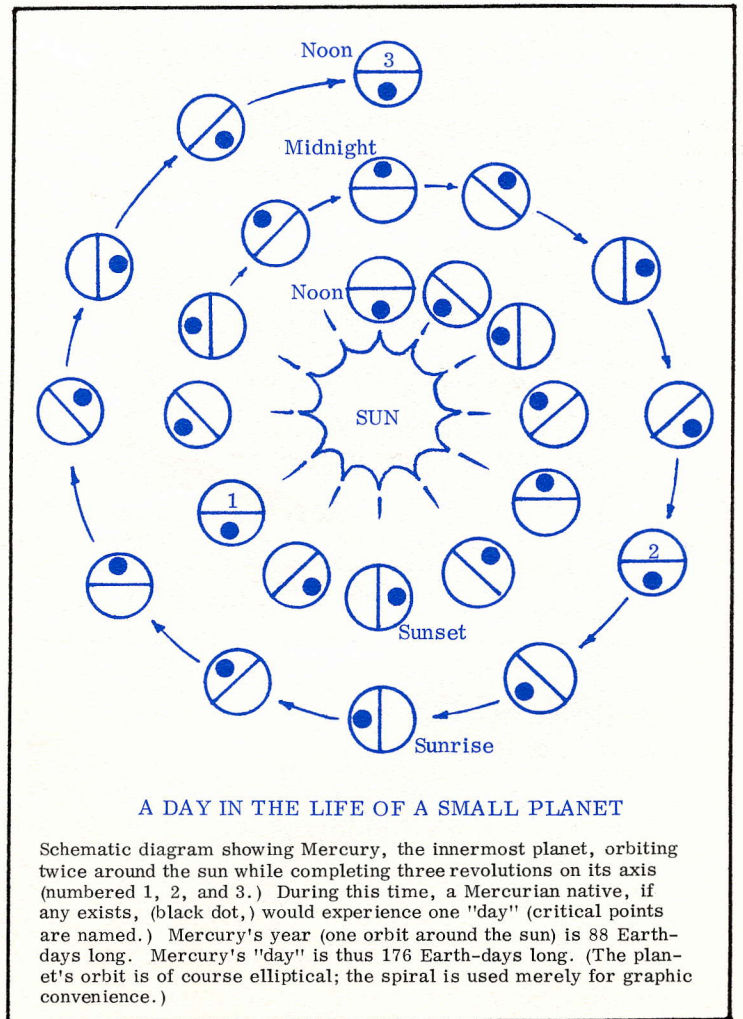 Noon
3
Midnight
Noon
SUN
1
2
Sunset
Sunrise
A DAY IN THE LIFE OF A SMALL PLANET
Schematic diagram showing Mercury, the innermost planet, orbiting
twice around the sun while completing three revolutions on its axis
(numbered 1, 2, and 3.) During this time, a Mercurian native, if
any exists, (black dot,) would experience one "day" (critical points
are named.) Mercury's year (one orbit around the sun) is 88 Earth-
days long. Mercury's "day" is thus 176 Earth-days long. (The plan-
et's orbit is of course elliptical; the spiral is used merely for graphic
convenience.)